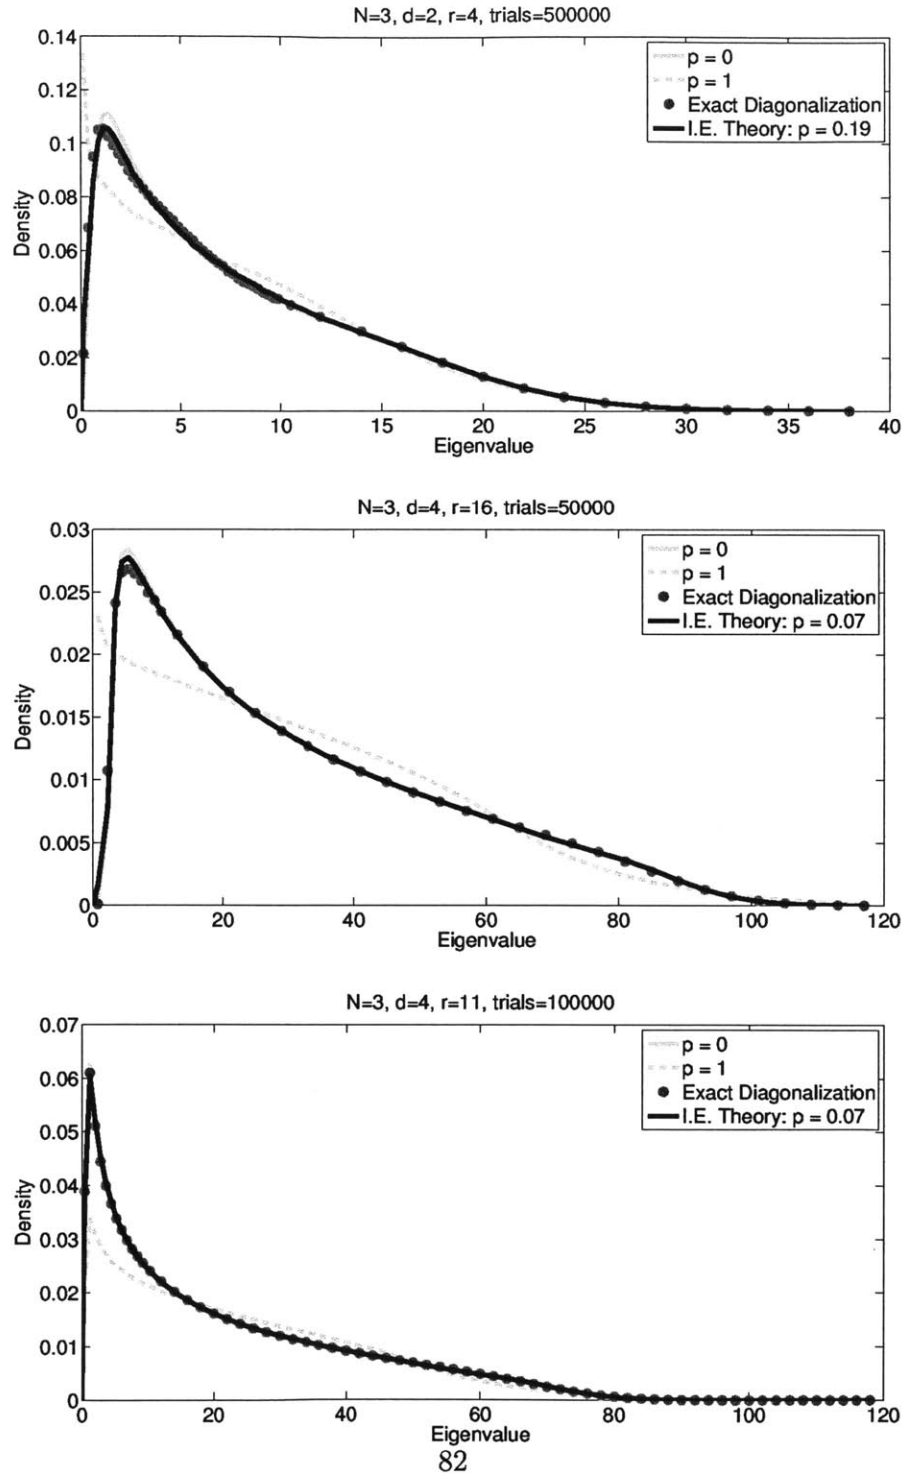 N=3, d=2, r=4, trials=500000
0.14
0.12
0.1
0.08
0.06
0.04
0.02
0
Density
p = 0
p = 1
Exact Diagonalization
I.E. Theory: p = 0.19
0 5 10 15 20 25 30 35 40
Eigenvalue
N=3, d=4, r=16, trials=50000
0.03
0.025
0.02
0.015
0.01
0.005
0
Density
p = 0
p = 1
Exact Diagonalization
I.E. Theory: p = 0.07
0 20 40 60 80 100 120
Eigenvalue
N=3, d=4, r=11, trials=100000
0.07
0.06
0.05
0.04
0.03
0.02
0.01
0
Density
p = 0
p = 1
Exact Diagonalization
I.E. Theory: p = 0.07
0 20 40 60 80 100 120
Eigenvalue
82